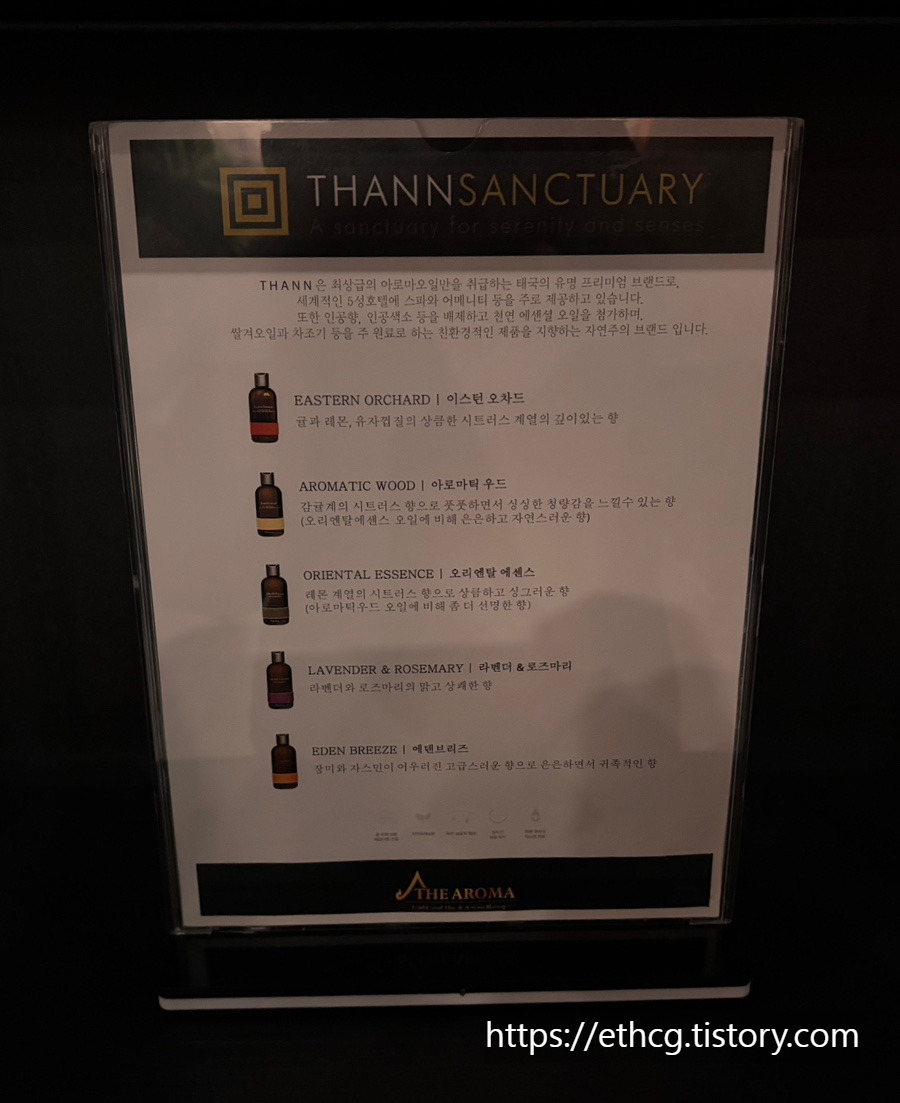 THANNSANCTUARY
A sanctuary for serenity and senses
THANN은 최상급의 아로마오일만을 취급하는 태국의 유명 프리미엄 브랜드로,
세계적인 5성호텔에 스파와 어메니티 등을 주로 제공하고 있습니다.
또한 인공향, 인공색소 등을 배제하고 천연 에센셜 오일을 첨가하며,
쌀겨오일과 차조기 등을 주 원료로 하는 친환경적인 제품을 지향하는 자연주의 브랜드 입니다.
EASTERN ORCHARD | 이스턴 오차드
귤과 레몬, 유자껍질의 상큼한 시트러스 계열의 깊이있는 향
AROMATIC WOOD | 아로마틱 우드
감귤계의 시트러스 향으로 풋풋하면서 싱싱한 청량감을 느낄수 있는 향
(오리엔탈에센스 오일에 비해 은은하고 자연스러운 향)
ORIENTAL ESSENCE | 오리엔탈 에센스
레몬 계열의 시트러스 향으로 상큼하고 싱그러운 향
(아로마틱우드 오일에 비해 좀 더 선명한 향)
LAVENDER & ROSEMARY | 라벤더 &로즈마리
라벤더와 로즈마리의 맑고 상쾌한 향
EDEN BREEZE | 에덴브리즈
장미와 자스민이 어우러진 고급스러운 향으로 은은하면서 귀족적인 향
THE AROMA
https://ethcg.tistory.com